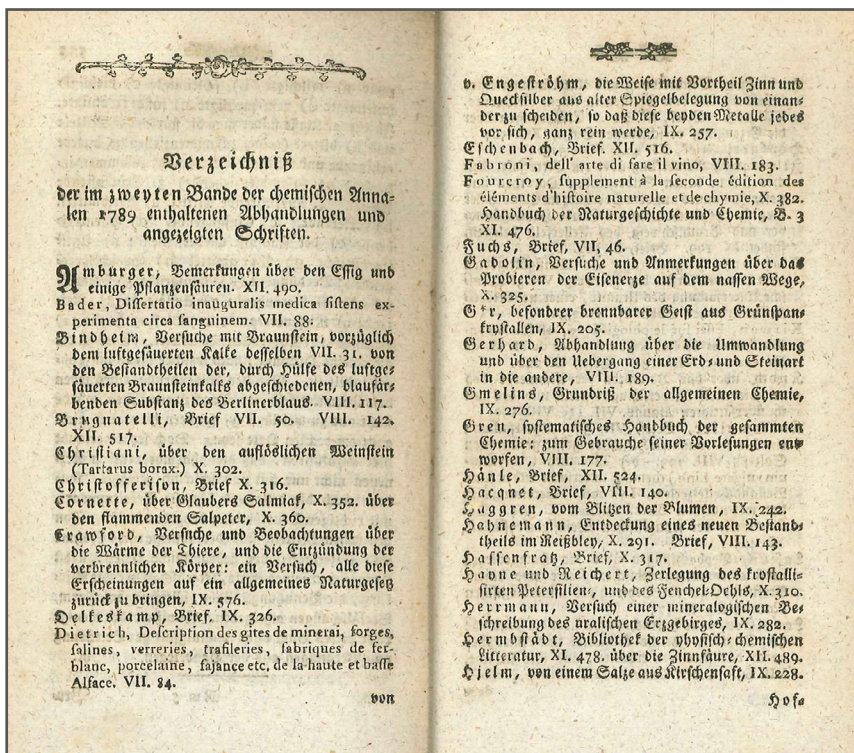 Verzeichniß
der im zweyten Bande der chemischen Anna-
len 1789 enthaltenen Abhandlungen und
angezeigten Schriften.
Amburger, Bemerkungen über den Essig und
einige Pflanzensäuren. XII. 490.
Bader, Dissertatio inauguralis medica sistens ex-
perimenta circa sanguinem. VII. 88.
Bindheim, Versuche mit Braunstein, vorzüglich
dem luftgesäuerten Kalke desselben VII. 31. von
den Bestandtheilen der, durch Hülfe des luftge-
säuerten Braunsteinkalks abgeschiedenen, blaufär-
benden Substanz des Berlinerblaus. VIII. 117.
Brugnatelli, Brief VII. 50. VIII. 142.
XII. 517.
Christiani, über den auflöslichen Weinstein
(Tartarus borax.) X. 302.
Christofferson, Brief X. 316.
Cornette, über Glaubers Salmiak, X. 352. über
den flammenden Salpeter, X. 360.
Crawford, Versuche und Beobachtungen über
die Wärme der Thiere, und die Entzündung der
verbrennlichen Körper: ein Versuch, alle diese
Erscheinungen auf ein allgemeines Naturgesetz
zurück zu bringen, IX. 576.
Delkeskamp, Brief, IX. 326.
Dietrich, Description des gites de minerai, forges,
salines, verreries, trafileries, fabriques de fer-
blanc, porcelaine, fajance etc. de la haute et basse
Alsace. VII. 84.
von
v. Engeströhm, die Weise mit Vortheil Zinn und
Quecksilber aus alter Spiegelbelegung von einan-
der zu scheiden, so daß diese beyden Metalle jedes
vor sich, ganz rein werde, IX. 257.
Eschenbach, Brief. XII. 516.
Fabroni, dell' arte di fare il vino, VIII. 183.
Fourcroy, supplement à la seconde édition des
éléments d'histoire naturelle et de chymie, X. 382.
Handbuch der Naturgeschichte und Chemie, B. 3
XI. 476.
Fuchs, Brief, VII, 46.
Gadolin, Versuche und Anmerkungen über das
Probieren der Eisenerze auf dem nassen Wege,
X. 325.
G*r, besondrer brennbarer Geist aus Grünspan-
krystallen, IX. 205.
Gerhard, Abhandlung über die Umwandlung
und über den Uebergang einer Erd- und Steinart
in die andere, VIII. 189.
Gmelins, Grundriß der allgemeinen Chemie,
IX. 276.
Gren, systematisches Handbuch der gesammten
Chemie: zum Gebrauche seiner Vorlesungen ent-
worfen, VIII. 177.
Hänle, Brief, XII. 524.
Hacquet, Brief, VIII. 140.
Haggren, vom Blitzen der Blumen, IX. 242.
Hahnemann, Entdeckung eines neuen Bestand-
theils im Reißbley, X. 291. Brief, VIII. 143.
Hassenfratz, Brief, X. 317.
Hayne und Reichert, Zerlegung des krystalli-
sirten Petersilien-, und des Fenchel-Oehls, X. 310.
Herrmann, Versuch einer mineralogischen Be-
schreibung des uralischen Erzgebirges, IX. 282.
Hermbstädt, Bibliothek der physisch-chemischen
Litteratur, XI. 478. über die Zinnsäure, XII. 489.
Hjelm, von einem Salze aus Kirschensaft, IX. 228.
Hof-